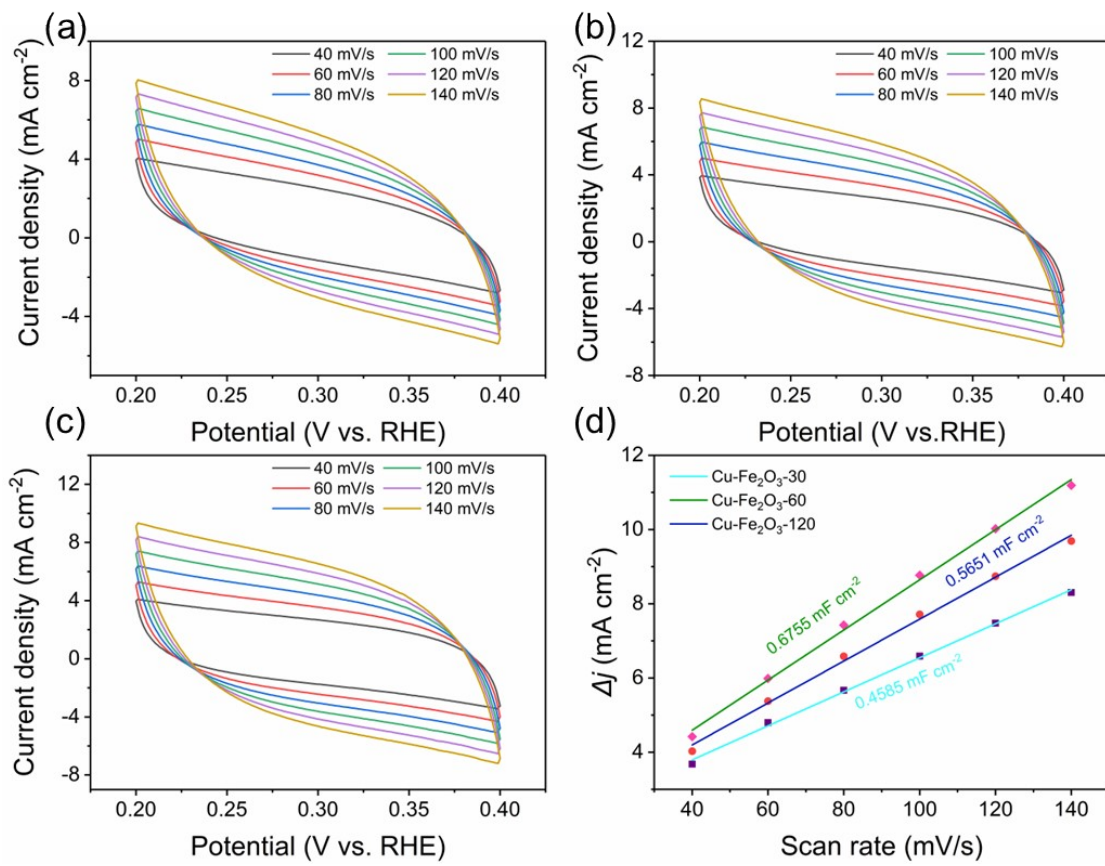 (a)
40 mV/s 100 mV/s
60 mV/s 120 mV/s
80 mV/s 140 mV/s
8
4
0
-4
Current density (mA cm-2)
0.20 0.25 0.30 0.35 0.40
Potential (V vs. RHE)
(b)
40 mV/s 100 mV/s
60 mV/s 120 mV/s
80 mV/s 140 mV/s
12
8
4
0
-4
-8
Current density (mA cm-2)
0.20 0.25 0.30 0.35 0.40
Potential (V vs.RHE)
(c)
40 mV/s 100 mV/s
60 mV/s 120 mV/s
80 mV/s 140 mV/s
12
8
4
0
-4
-8
Current density (mA cm-2)
0.20 0.25 0.30 0.35 0.40
Potential (V vs. RHE)
(d)
Cu-Fe2O3-30
Cu-Fe2O3-60
Cu-Fe2O3-120
12
10
8
6
4
Δj (mA cm-2)
0.6755 mF cm-2
0.5651 mF cm-2
0.4585 mF cm-2
40 60 80 100 120 140
Scan rate (mV/s)